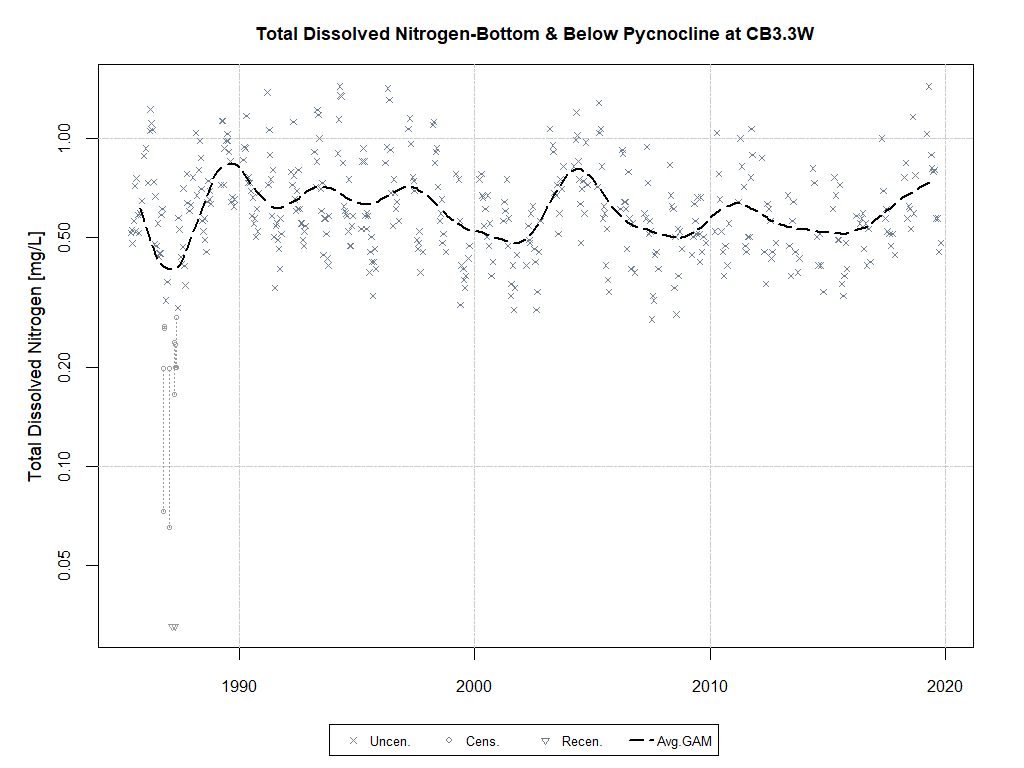 Total Dissolved Nitrogen-Bottom & Below Pycnocline at CB3.3W
Total Dissolved Nitrogen [mg/L]
1.00
0.50
0.20
0.10
0.05
1990 2000 2010 2020
Uncen. Cens. Recen. Avg.GAM